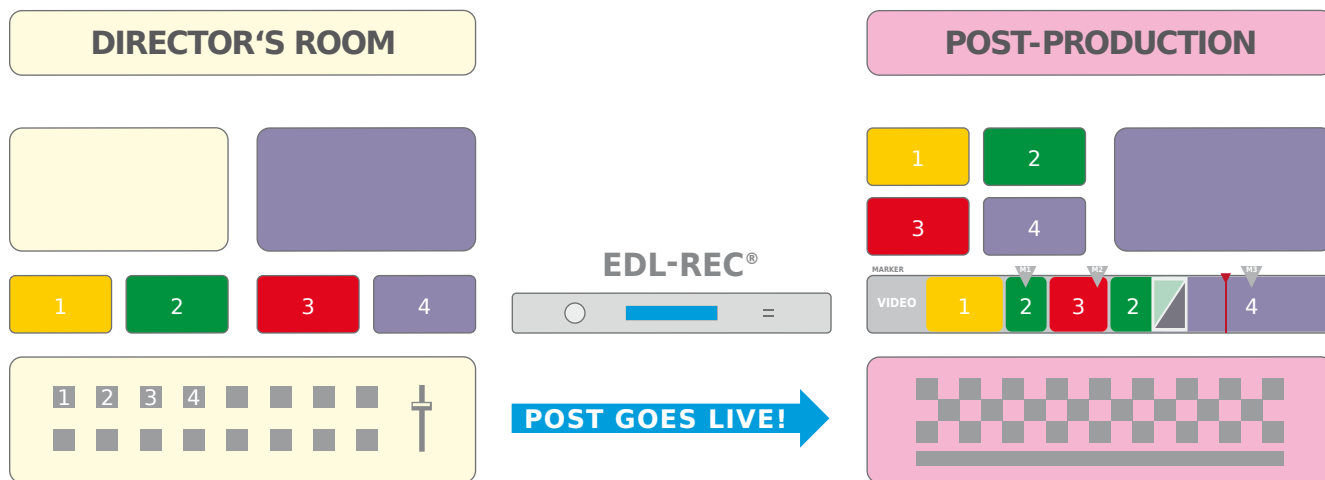 DIRECTOR‘S ROOM
POST-PRODUCTION
1
2
3
4
EDL-REC®
1
2
3
4
MARKER
M1
M2
M3
VIDEO
1
2
3
2
4
1 2 3 4
POST GOES LIVE!